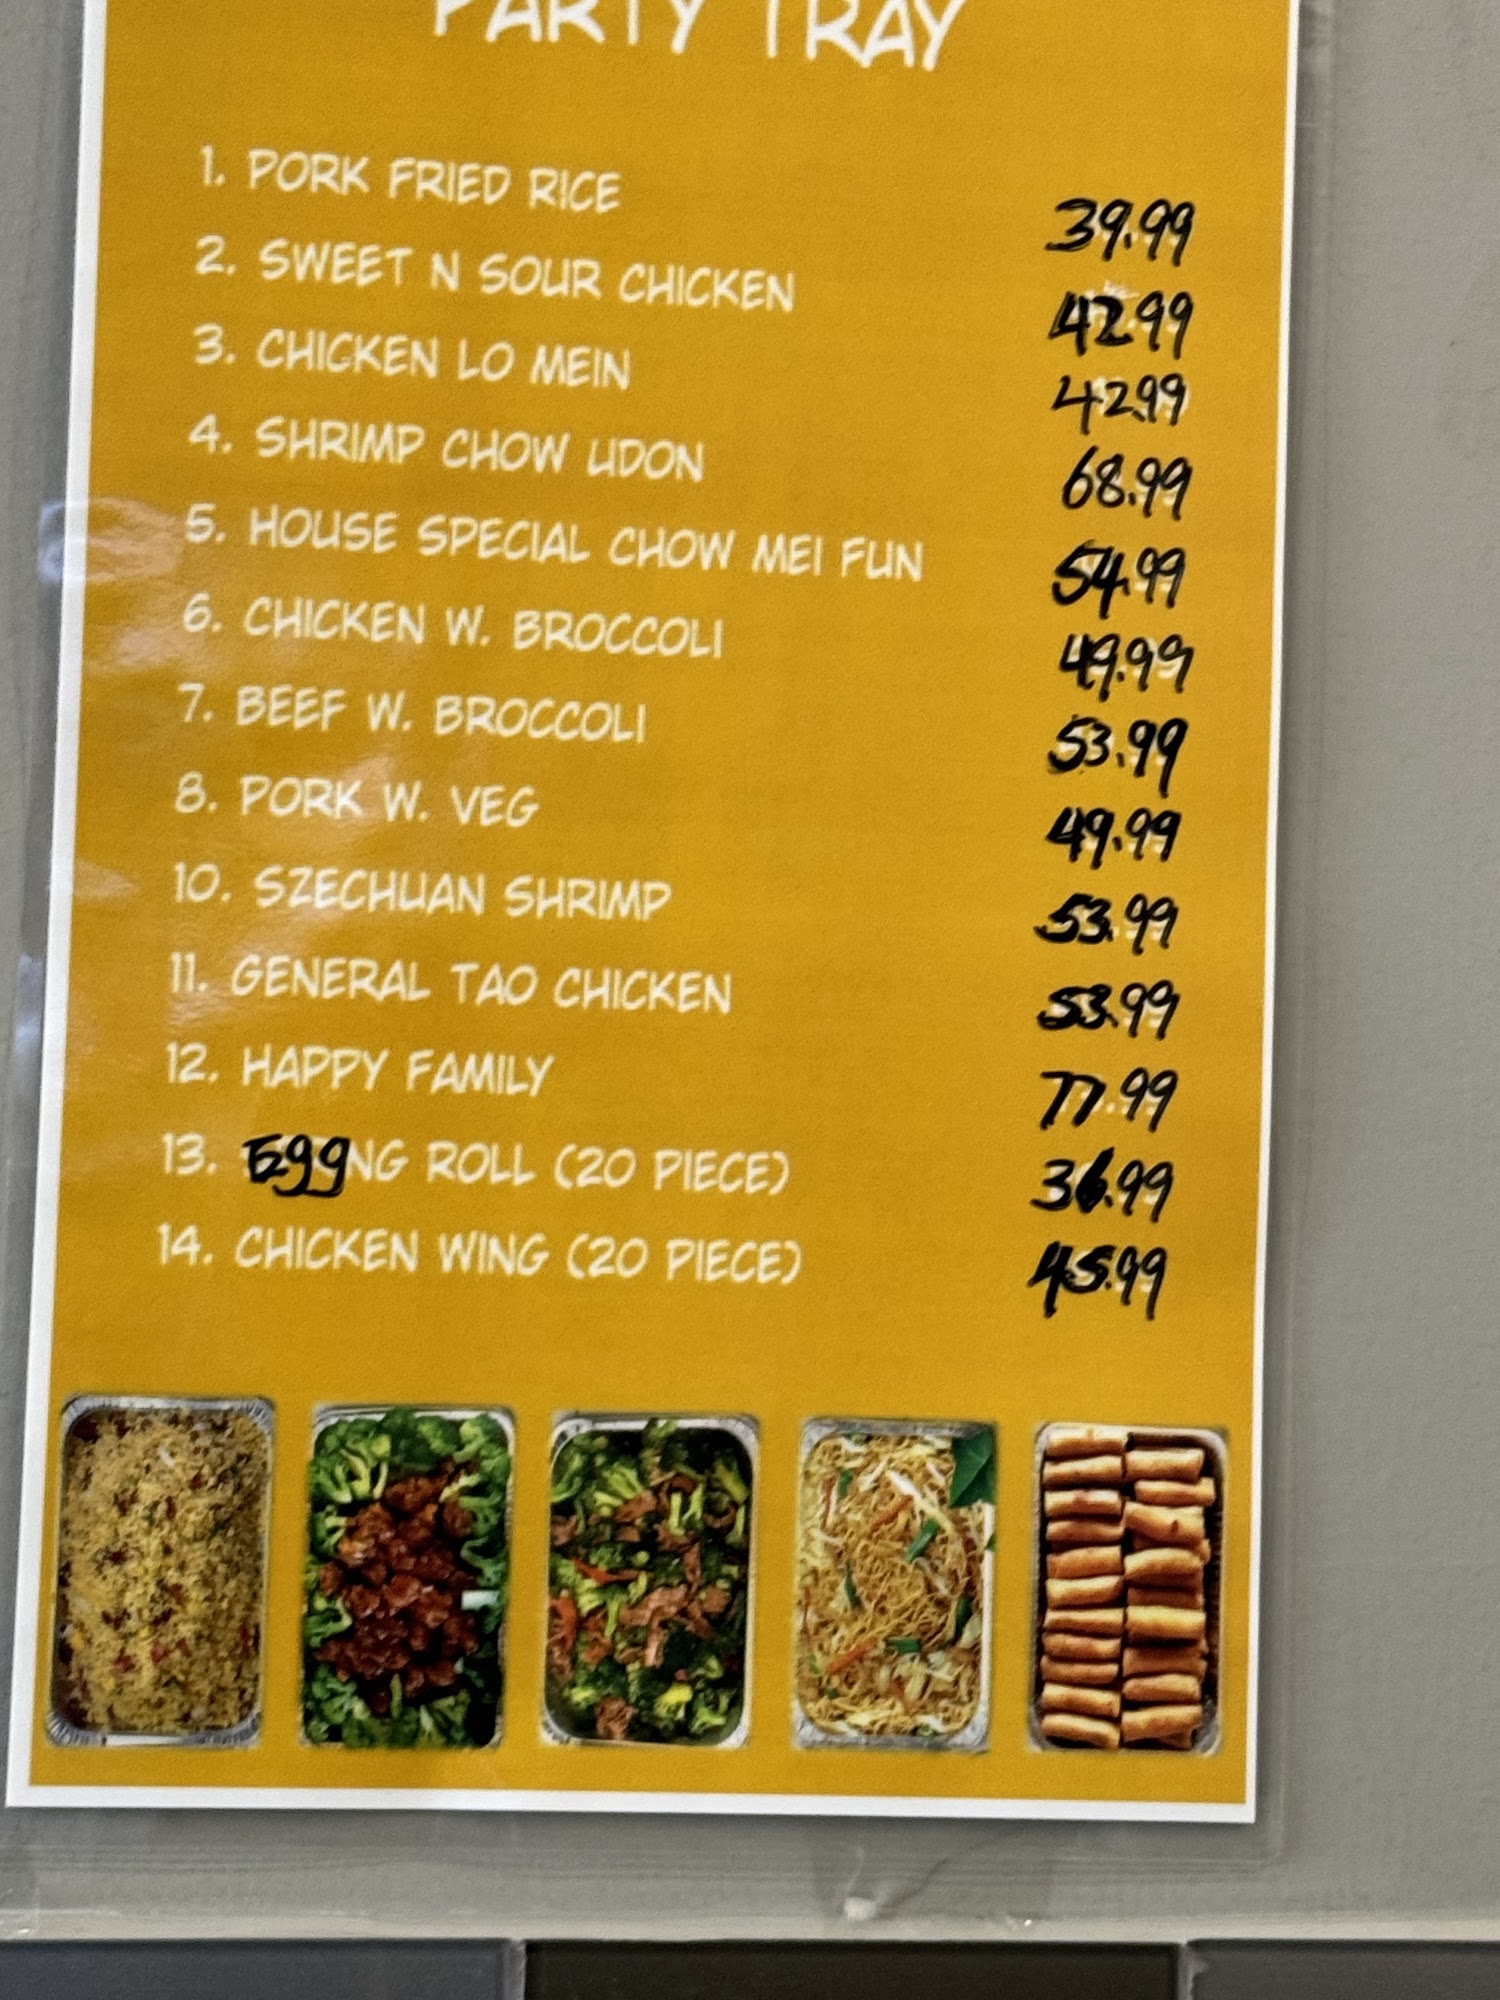 PARTY TRAY
1. PORK FRIED RICE 39.99
2. SWEET N SOUR CHICKEN 42.99
3. CHICKEN LO MEIN 42.99
4. SHRIMP CHOW UDON 68.99
5. HOUSE SPECIAL CHOW MEI FUN 54.99
6. CHICKEN W. BROCCOLI 49.99
7. BEEF W. BROCCOLI 53.99
8. PORK W. VEG 49.99
10. SZECHUAN SHRIMP 53.99
11. GENERAL TAO CHICKEN 53.99
12. HAPPY FAMILY 77.99
13. EggNG ROLL (20 PIECE) 36.99
14. CHICKEN WING (20 PIECE) 45.99